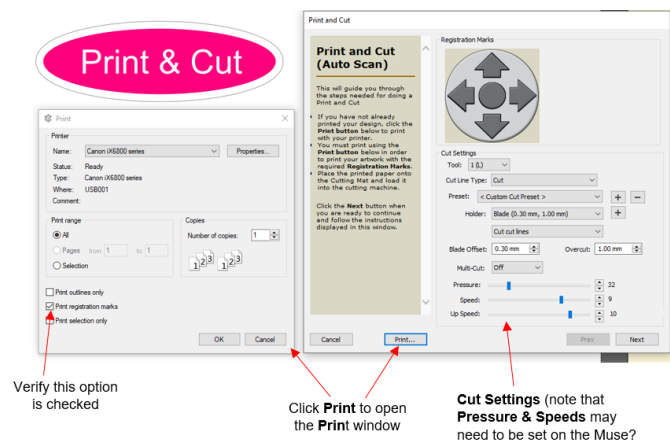 Print & Cut
Print
Printer
Name: Canon iX6800 series Properties...
Status: Ready
Type: Canon iX6800 series
Where: USB001
Comment:
Print range
All
Pages from: 1 to: 1
Selection
Copies
Number of copies: 1
1 2 3 1 2 3
Print outlines only
Print registration marks
Print selection only
OK Cancel
Verify this option
is checked
Print and Cut
Print and Cut
(Auto Scan)
This will guide you through
the steps needed for doing a
Print and Cut
If you have not already
printed your design, click the
Print button below to print
with your printer.
You must print using the
Print button below in order
to print your artwork with the
required Registration Marks.
Place the printed paper onto
the Cutting Mat and load it
into the cutting machine.
Click the Next button when
you are ready to continue
and follow the instructions
displayed in this window.
Registration Marks
Cut Settings
Tool: 1 (L)
Cut Line Type: Cut
Preset: < Custom Cut Preset > + −
Holder: Blade (0.30 mm, 1.00 mm) +
Cut cut lines
Blade Offset: 0.30 mm Overcut: 1.00 mm
Multi-Cut: Off
Pressure: 32
Speed: 9
Up Speed: 10
Cancel Print... Prev Next
Click Print to open
the Print window
Cut Settings (note that
Pressure & Speeds may
need to be set on the Muse?